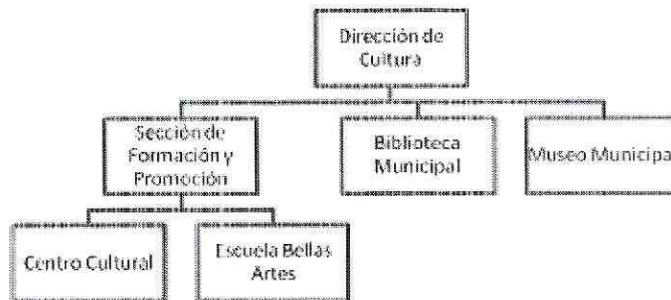 Dirección de
Cultura
Sección de
Formación y
Promoción
Biblioteca
Municipal
Museo Municipa
Centro Cultural
Escuela Bellas
Artes